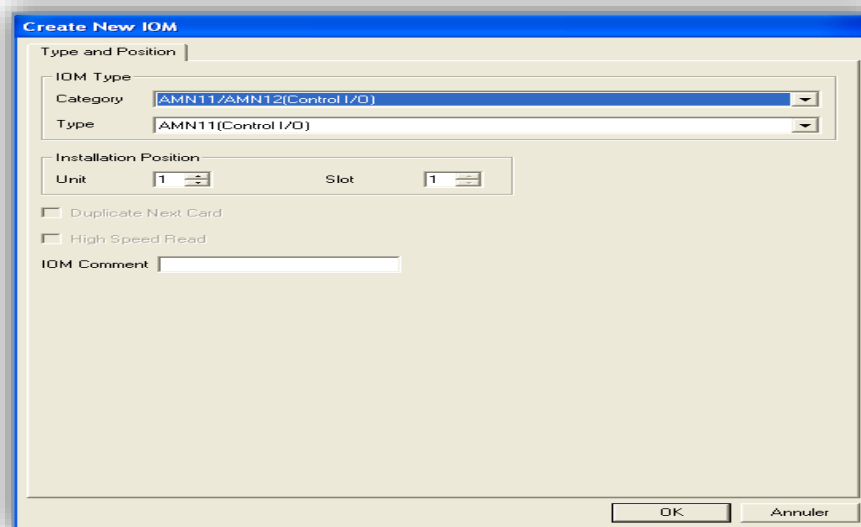 Create New IOM
Type and Position
IOM Type
Category AMN11/AMN12(Control I/O)
Type AMN11(Control I/O)
Installation Position
Unit 1 Slot 1
Duplicate Next Card
High Speed Read
IOM Comment
OK Annuler